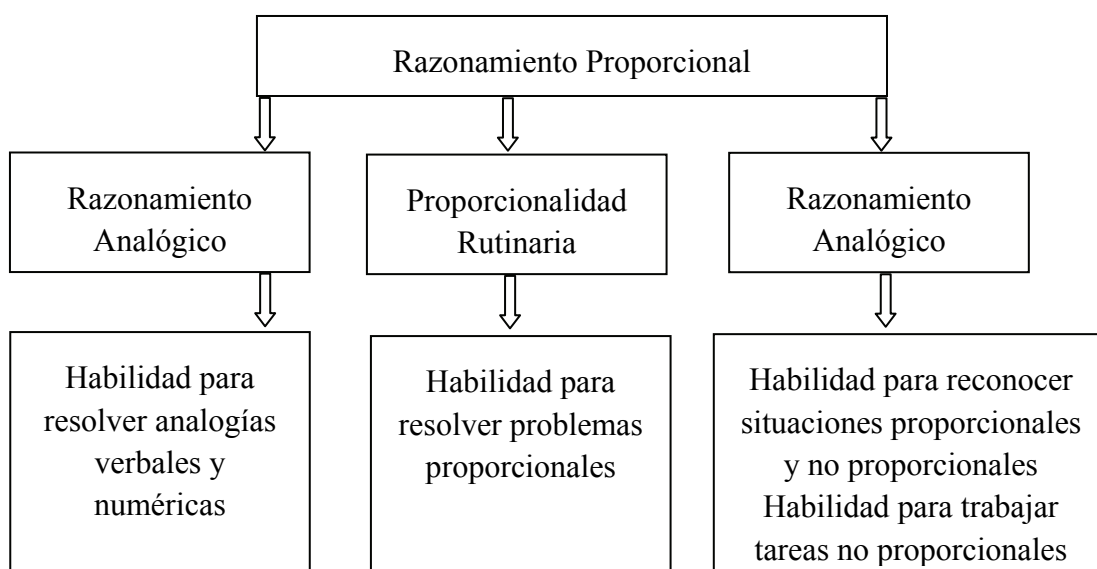 Razonamiento Proporcional
Razonamiento
Analógico
Proporcionalidad
Rutinaria
Razonamiento
Analógico
Habilidad para
resolver analogías
verbales y
numéricas
Habilidad para
resolver problemas
proporcionales
Habilidad para reconocer
situaciones proporcionales
y no proporcionales
Habilidad para trabajar
tareas no proporcionales